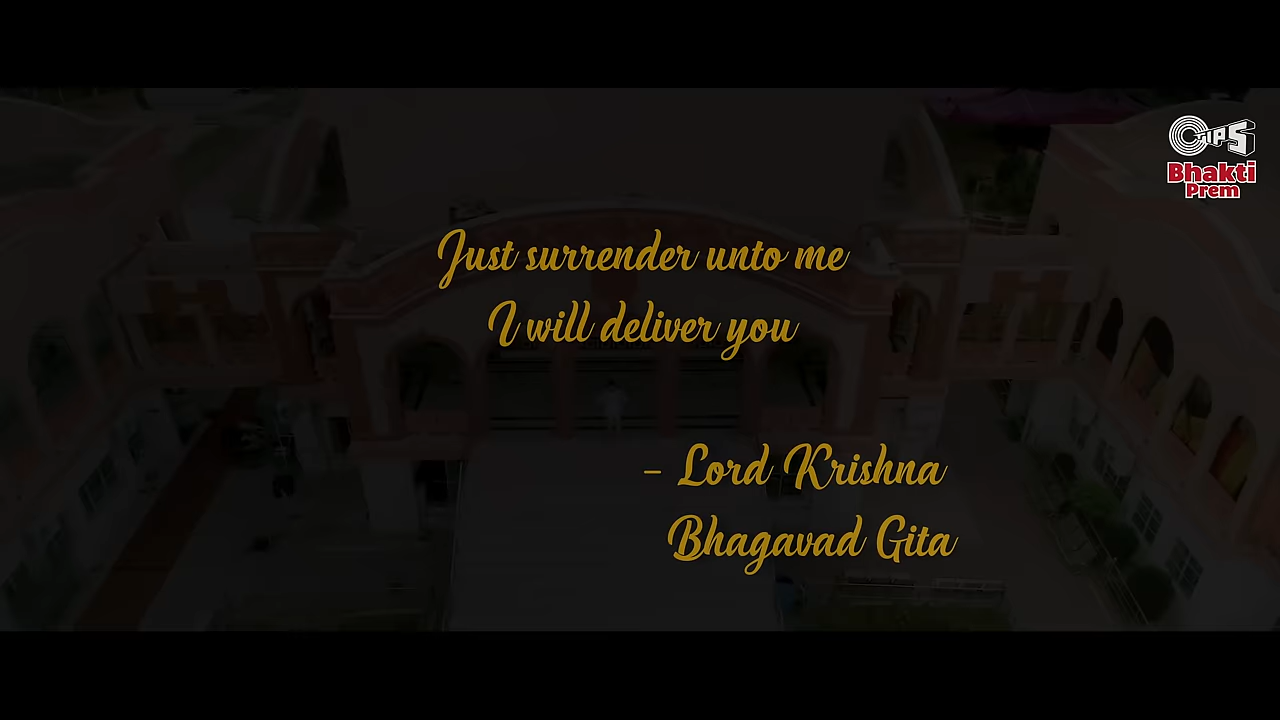 TIPS
Bhakti
Prem
Just surrender unto me
I will deliver you
- Lord Krishna
Bhagavad Gita